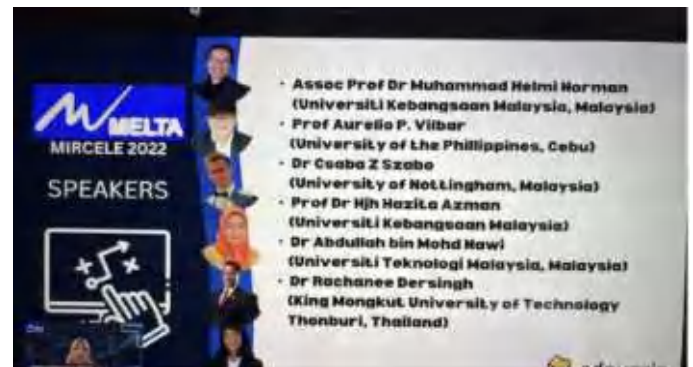 MELTA
MIRCELE 2022
SPEAKERS
• Assoc Prof Dr Muhammad Helmi Norman
(Universiti Kebangsaan Malaysia, Malaysia)
• Prof Aurelio P. Vilbar
(University of the Phillippines, Cebu)
• Dr Csaba Z Szabo
(University of Nottingham, Malaysia)
• Prof Dr Hjh Hazita Azman
(Universiti Kebangsaan Malaysia)
• Dr Abdullah bin Mohd Nawi
(Universiti Teknologi Malaysia, Malaysia)
• Dr Rachanee Dersingh
(King Mongkut University of Technology
Thonburi, Thailand)